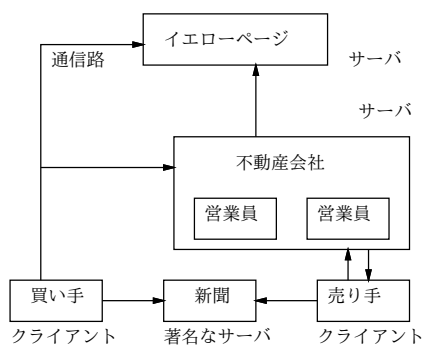 イエローページ
通信路
サーバ
サーバ
不動産会社
営業員
営業員
買い手
新聞
売り手
クライアント
著名なサーバ
クライアント